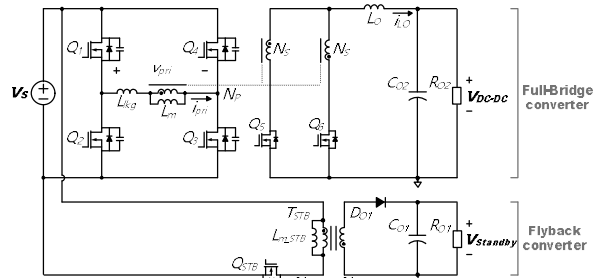 Q1
Q4
+
vpri
−
Llkg
Lm
ipri
NP
Q2
Q3
VS
NS
NS
Q5
Q6
LO
iLO
CO2
RO2
+
VDC-DC
−
Full-Bridge
converter
TSTB
Lm_STB
QSTB
DO1
CO1
RO1
+
VStandby
−
Flyback
converter